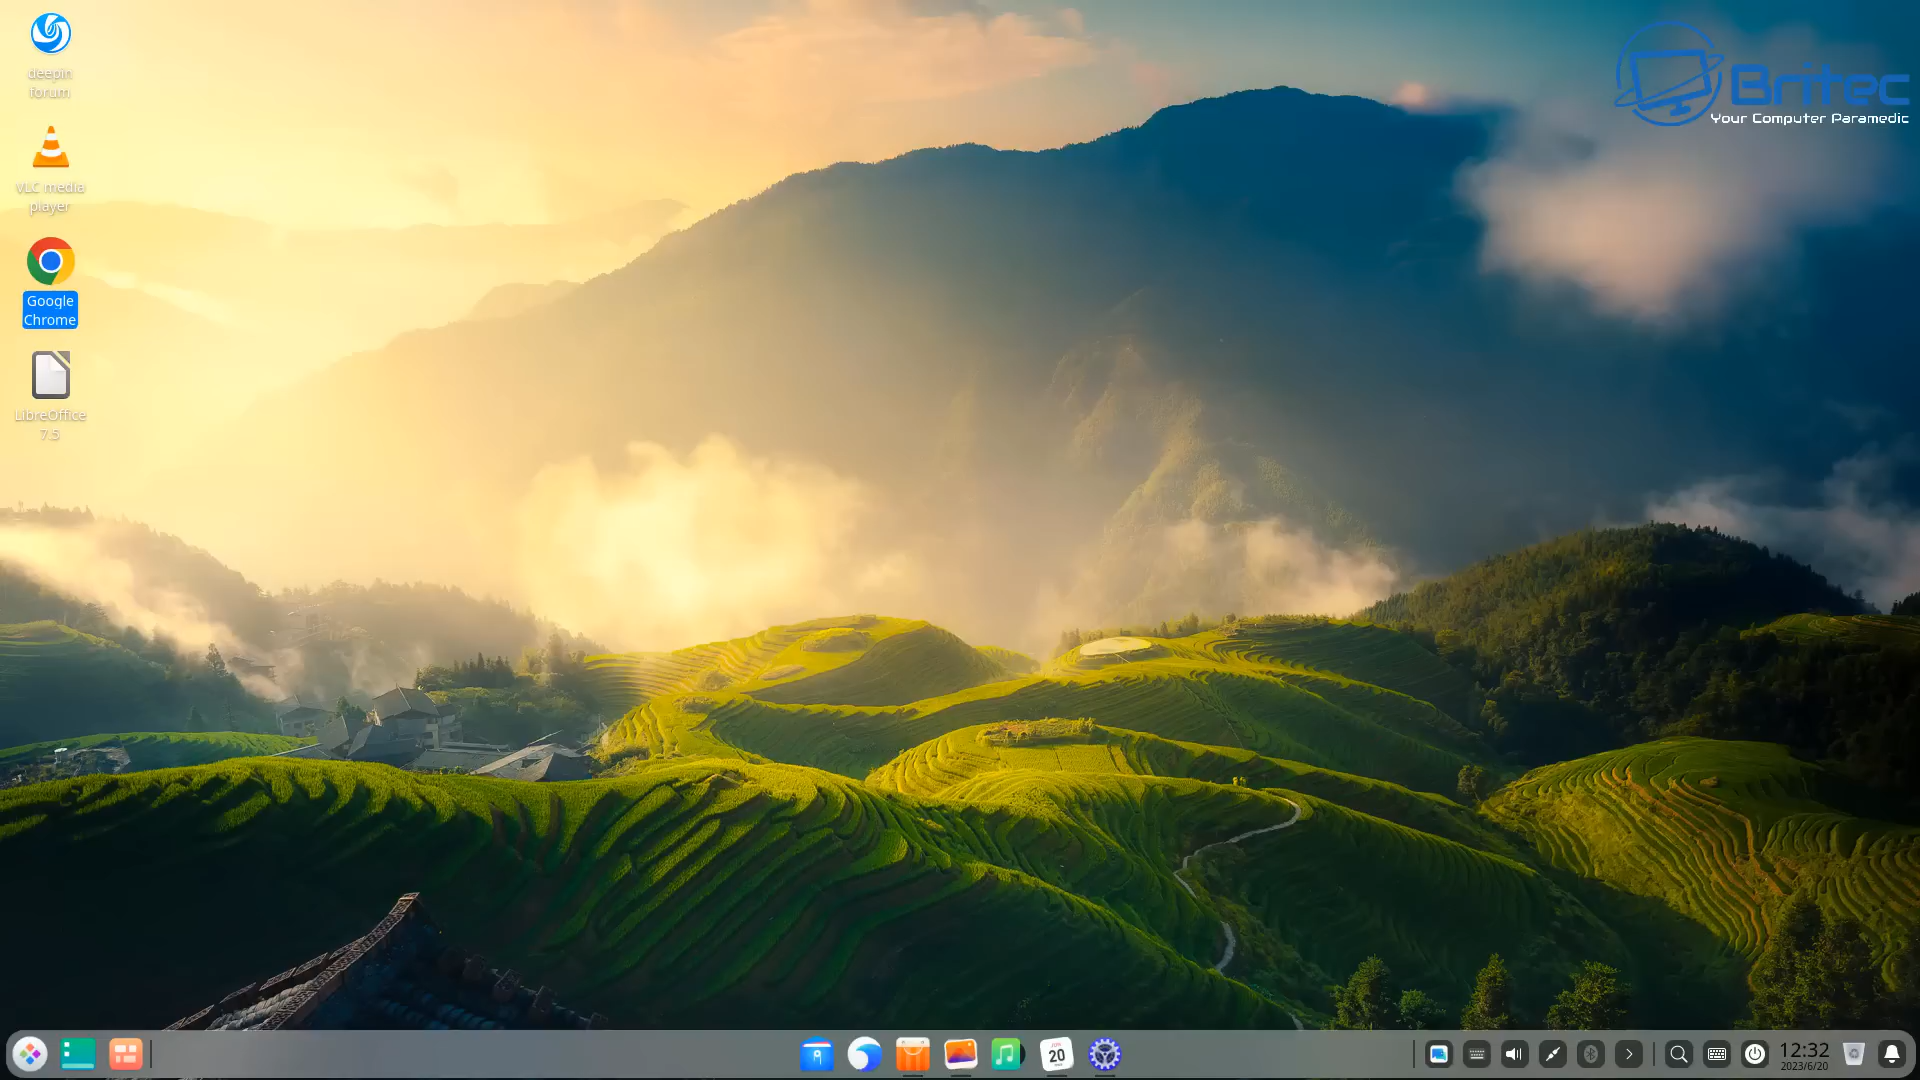 deepin
forum
VLC media
player
Google
Chrome
LibreOffice
7.5
Britec
Your Computer Paramedic
JUN
20
12:32
2023/6/20